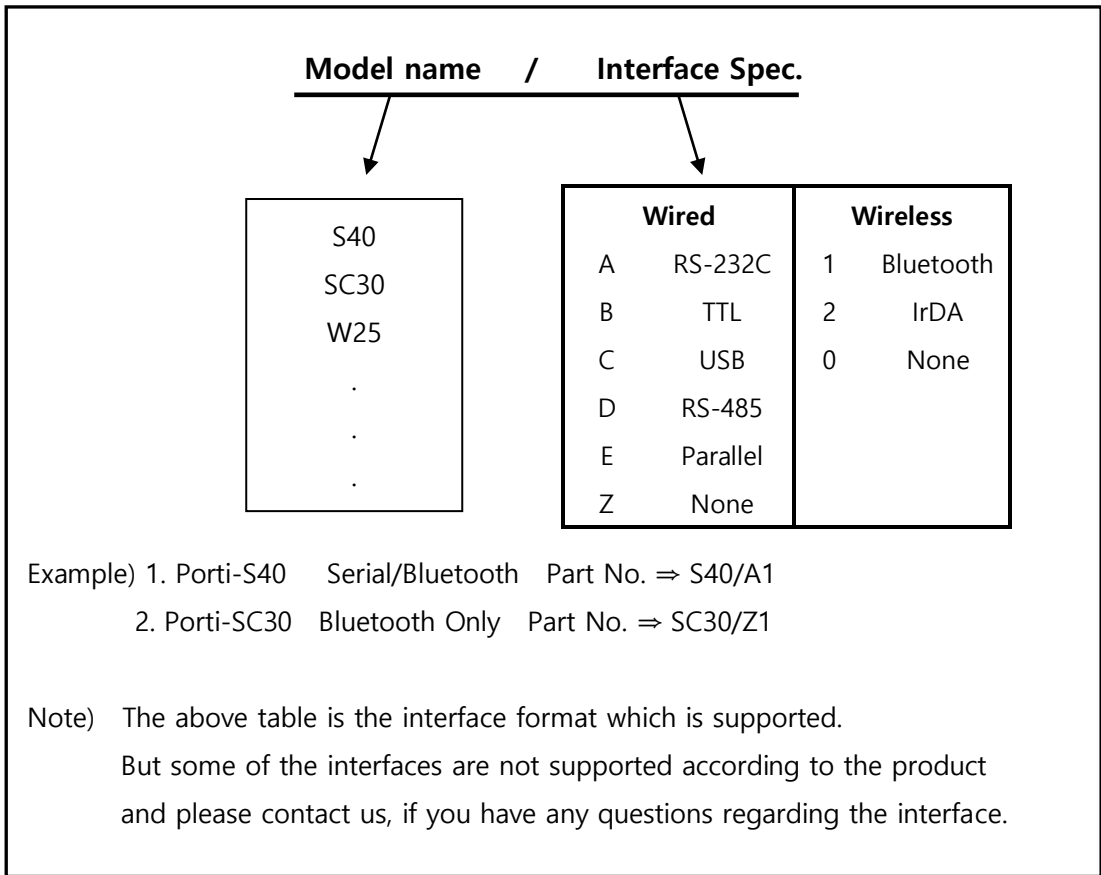 Model name / Interface Spec.
S40
SC30
W25
.
.
.
Wired Wireless
A RS-232C 1 Bluetooth
B TTL 2 IrDA
C USB 0 None
D RS-485
E Parallel
Z None
Example) 1. Porti-S40 Serial/Bluetooth Part No. ⇒ S40/A1
2. Porti-SC30 Bluetooth Only Part No. ⇒ SC30/Z1
Note) The above table is the interface format which is supported.
But some of the interfaces are not supported according to the product
and please contact us, if you have any questions regarding the interface.